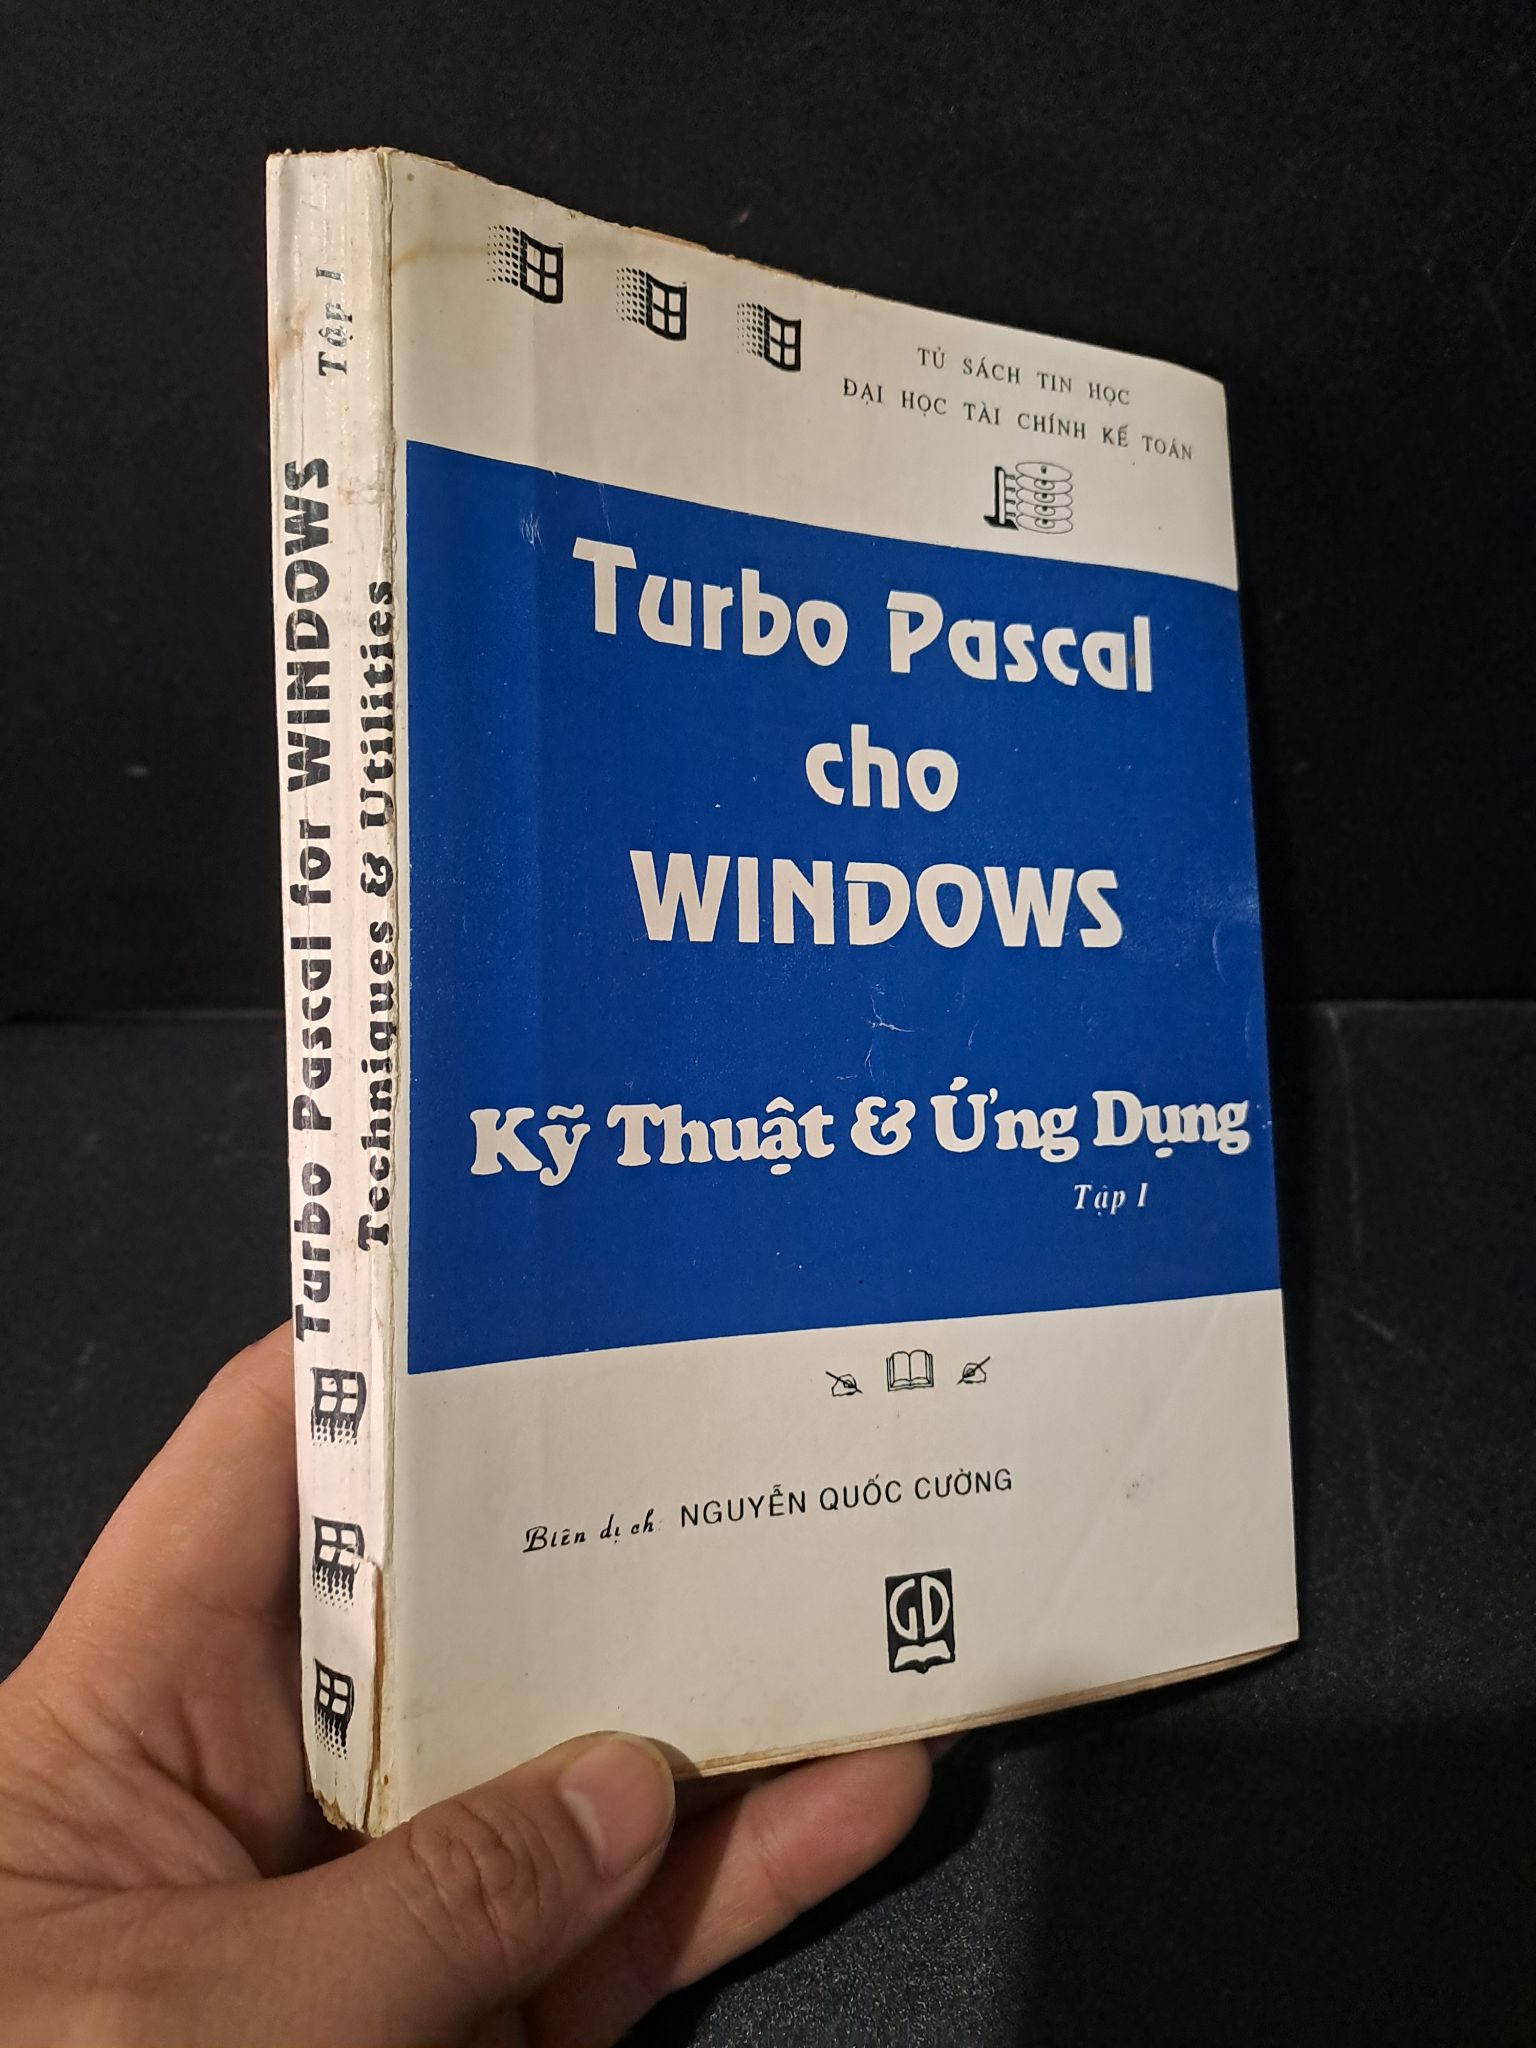 TỦ SÁCH TIN HỌC
ĐẠI HỌC TÀI CHÍNH KẾ TOÁN
Turbo Pascal
cho
WINDOWS
Kỹ Thuật & Ứng Dụng
Tập I
Biên dịch: NGUYỄN QUỐC CƯỜNG
GD
Turbo Pascal for WINDOWS Tập I
Techniques & Utilities